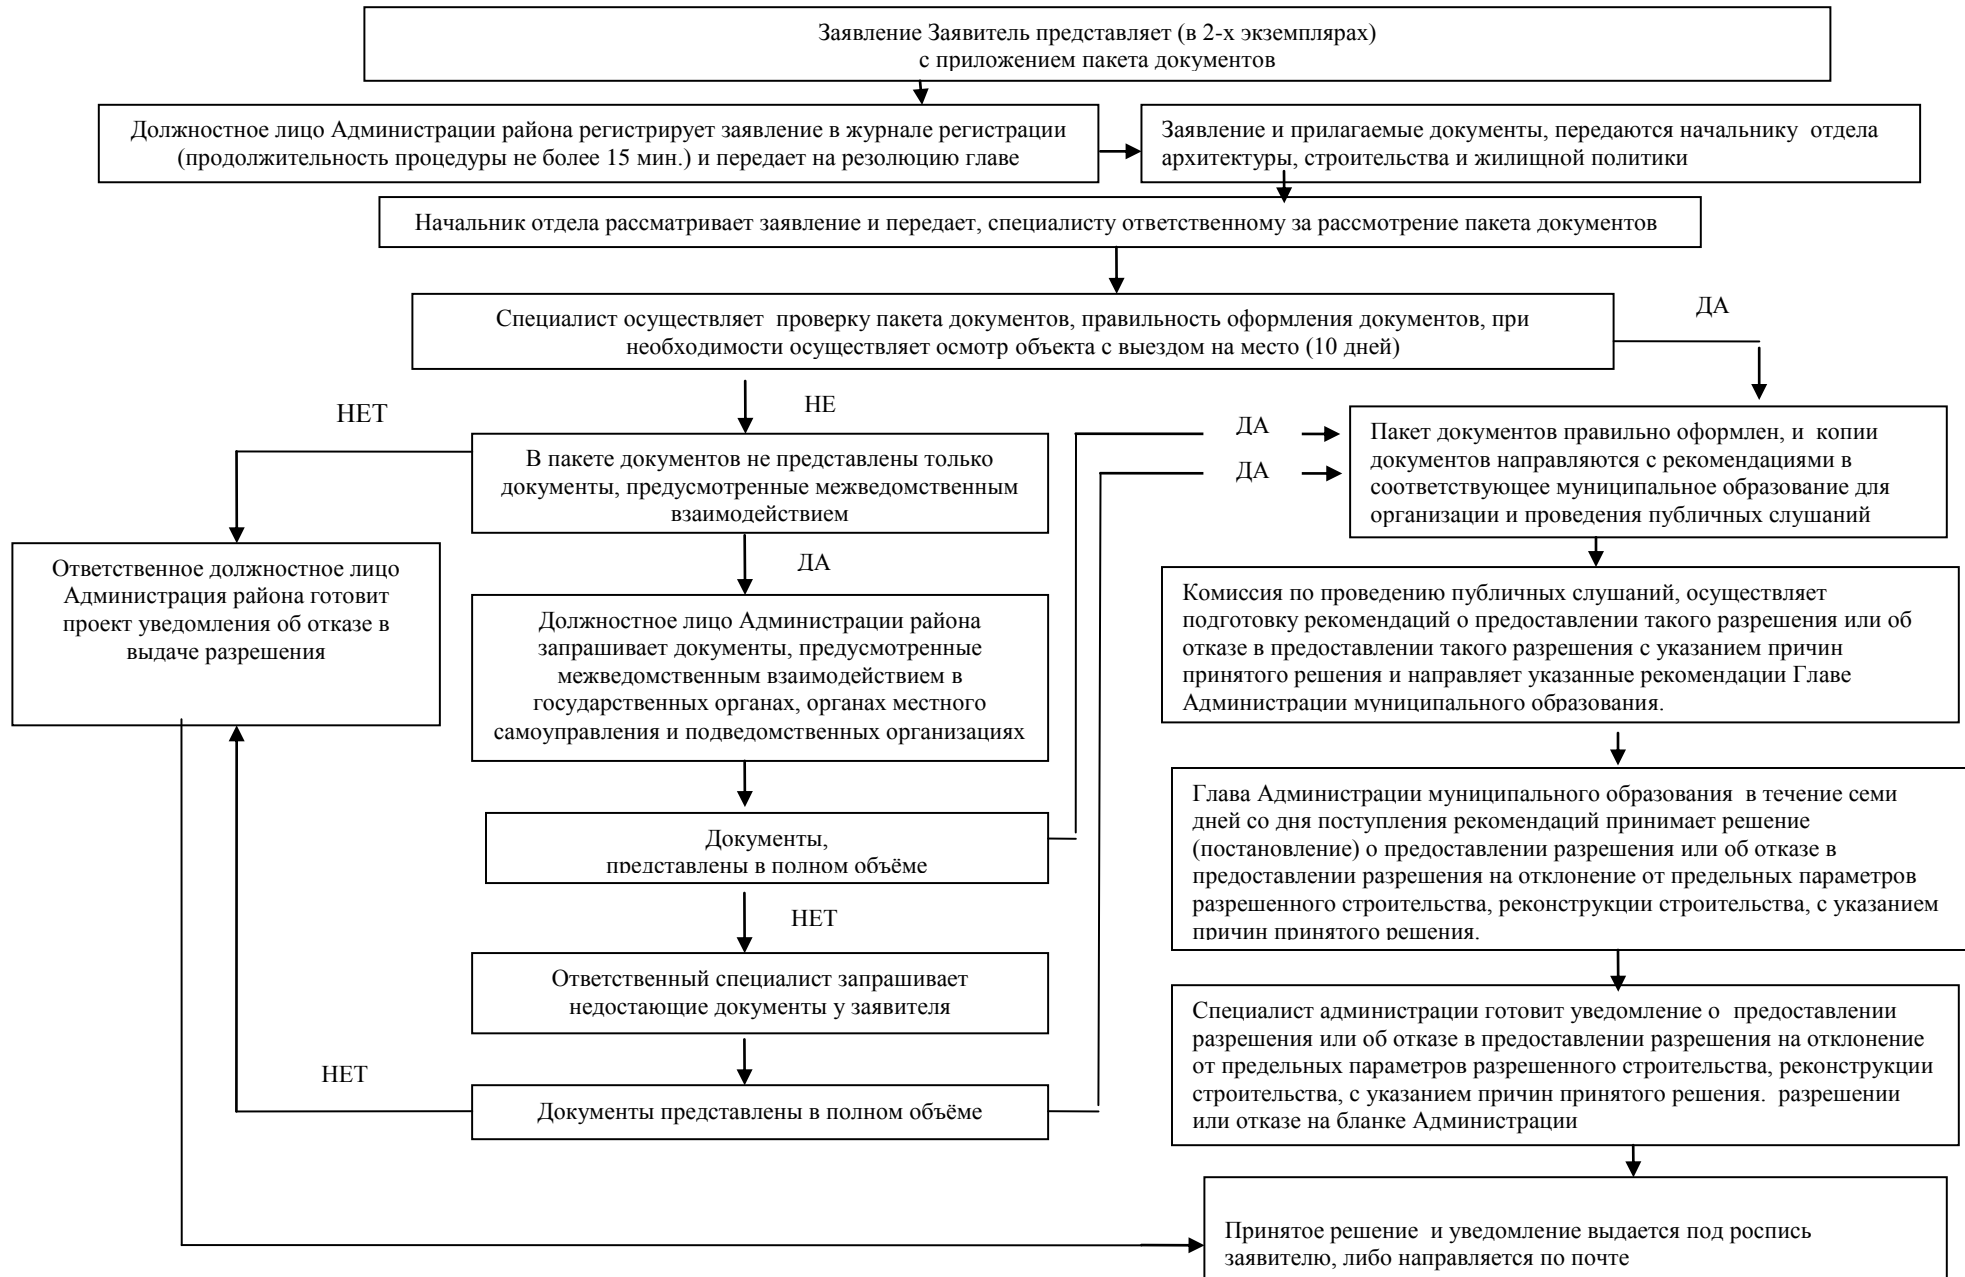 Заявление Заявитель представляет (в 2-х экземплярах)
с приложением пакета документов
Должностное лицо Администрации района регистрирует заявление в журнале регистрации
(продолжительность процедуры не более 15 мин.) и передает на резолюцию главе
Заявление и прилагаемые документы, передаются начальнику отдела
архитектуры, строительства и жилищной политики
Начальник отдела рассматривает заявление и передает, специалисту ответственному за рассмотрение пакета документов
Специалист осуществляет проверку пакета документов, правильность оформления документов, при
необходимости осуществляет осмотр объекта с выездом на место (10 дней)
ДА
НЕТ
НЕ
В пакете документов не представлены только
документы, предусмотренные межведомственным
взаимодействием
ДА
ДА
Пакет документов правильно оформлен, и копии
документов направляются с рекомендациями в
соответствующее муниципальное образование для
организации и проведения публичных слушаний
Ответственное должностное лицо
Администрация района готовит
проект уведомления об отказе в
выдаче разрешения
ДА
Должностное лицо Администрации района
запрашивает документы, предусмотренные
межведомственным взаимодействием в
государственных органах, органах местного
самоуправления и подведомственных организациях
Комиссия по проведению публичных слушаний, осуществляет
подготовку рекомендаций о предоставлении такого разрешения или об
отказе в предоставлении такого разрешения с указанием причин
принятого решения и направляет указанные рекомендации Главе
Администрации муниципального образования.
Документы,
представлены в полном объёме
Глава Администрации муниципального образования в течение семи
дней со дня поступления рекомендаций принимает решение
(постановление) о предоставлении разрешения или об отказе в
предоставлении разрешения на отклонение от предельных параметров
разрешенного строительства, реконструкции строительства, с указанием
причин принятого решения.
НЕТ
Ответственный специалист запрашивает
недостающие документы у заявителя
Специалист администрации готовит уведомление о предоставлении
разрешения или об отказе в предоставлении разрешения на отклонение
от предельных параметров разрешенного строительства, реконструкции
строительства, с указанием причин принятого решения. разрешении
или отказе на бланке Администрации
НЕТ
Документы представлены в полном объёме
Принятое решение и уведомление выдается под роспись
заявителю, либо направляется по почте